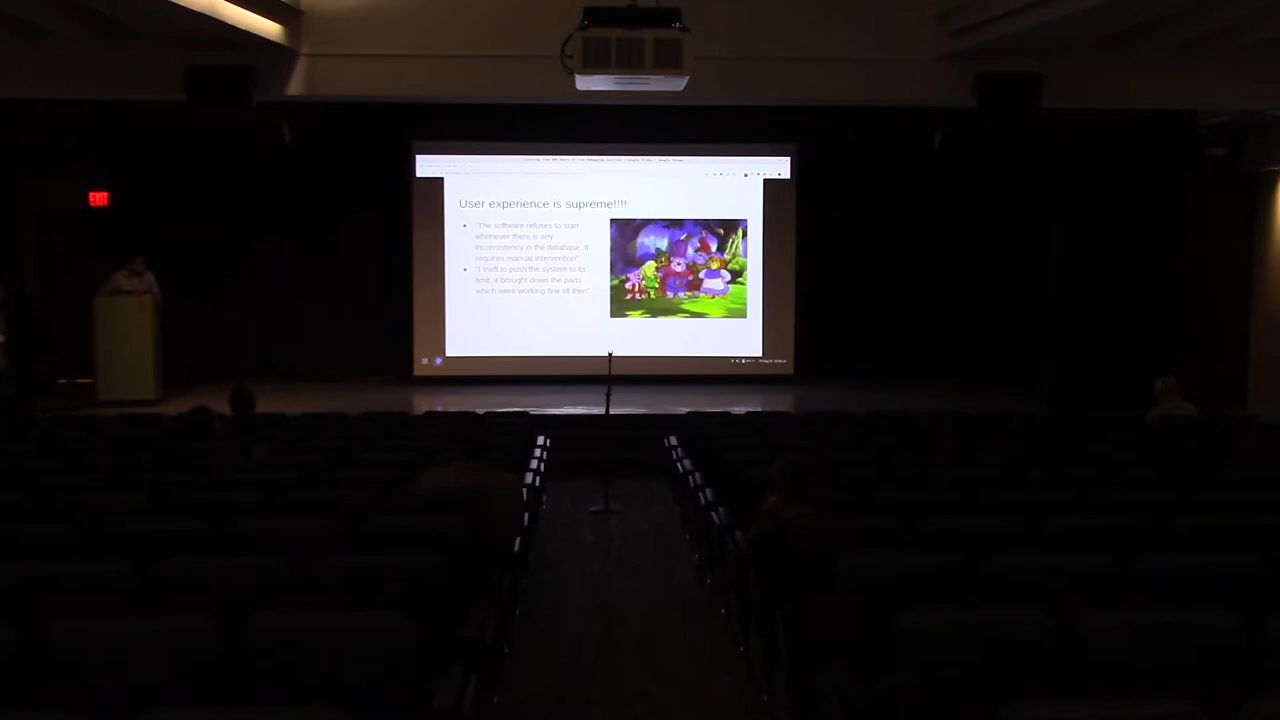 EXIT
User experience is supreme!!!!
"The software refuses to start
whenever there is any
inconsistency in the database. It
requires manual intervention"
"I tried to push the system to its
limit, it brought down the parts
which were working fine till then"